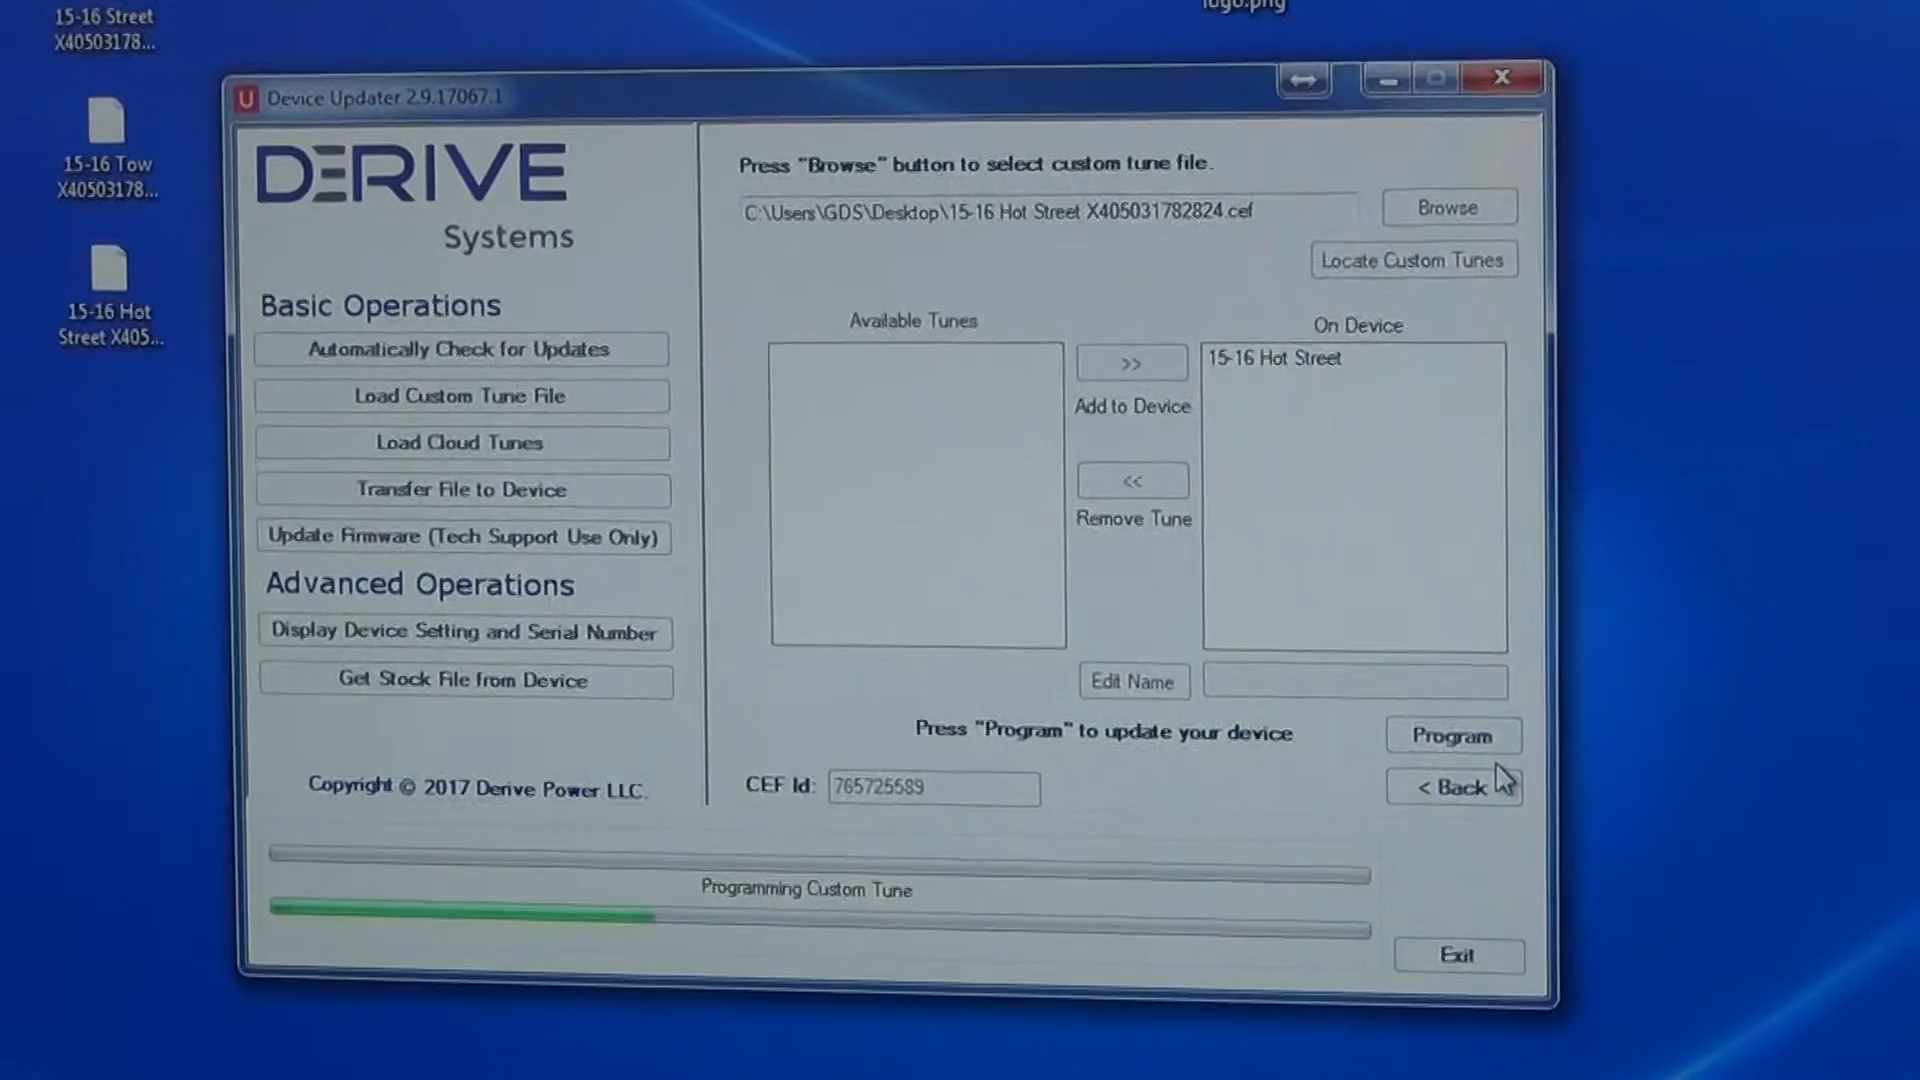 15-16 Street
X40503178...
logo.png
15-16 Tow
X40503178...
15-16 Hot
Street X405...
U Device Updater 2.9.17067.1
DERIVE
Systems
Basic Operations
Automatically Check for Updates
Load Custom Tune File
Load Cloud Tunes
Transfer File to Device
Update Firmware (Tech Support Use Only)
Advanced Operations
Display Device Setting and Serial Number
Get Stock File from Device
Copyright © 2017 Derive Power LLC.
Press "Browse" button to select custom tune file.
C:\Users\GDS\Desktop\15-16 Hot Street X405031782824.cef
Browse
Locate Custom Tunes
Available Tunes
On Device
15-16 Hot Street
>>
Add to Device
<<
Remove Tune
Edit Name
Press "Program" to update your device
Program
CEF Id: 765725589
< Back
Programming Custom Tune
Exit